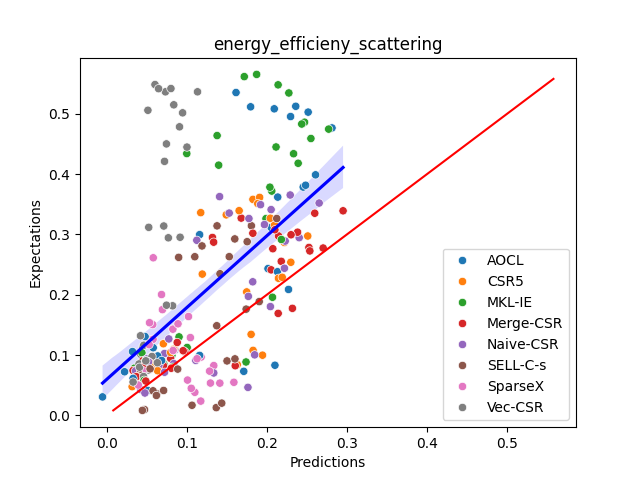 energy_efficieny_scattering
Expectations
0.5
0.4
0.3
0.2
0.1
0.0
0.0 0.1 0.2 0.3 0.4 0.5
Predictions
AOCL
CSR5
MKL-IE
Merge-CSR
Naive-CSR
SELL-C-s
SparseX
Vec-CSR